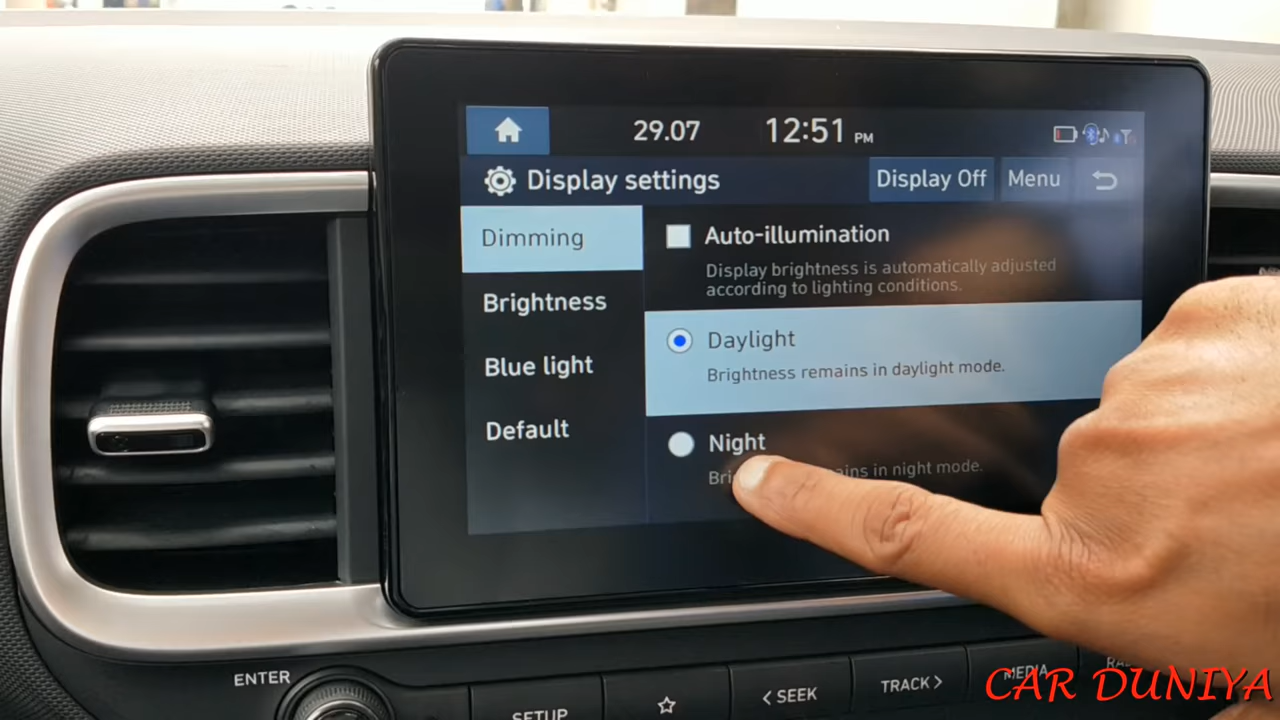 29.07
12:51 PM
Display settings
Display Off
Menu
Dimming
Brightness
Blue light
Default
Auto-illumination
Display brightness is automatically adjusted
according to lighting conditions.
Daylight
Brightness remains in daylight mode.
Night
in night mode.
ENTER
SETUP
< SEEK
TRACK >
MEDIA
CAR DUNIYA